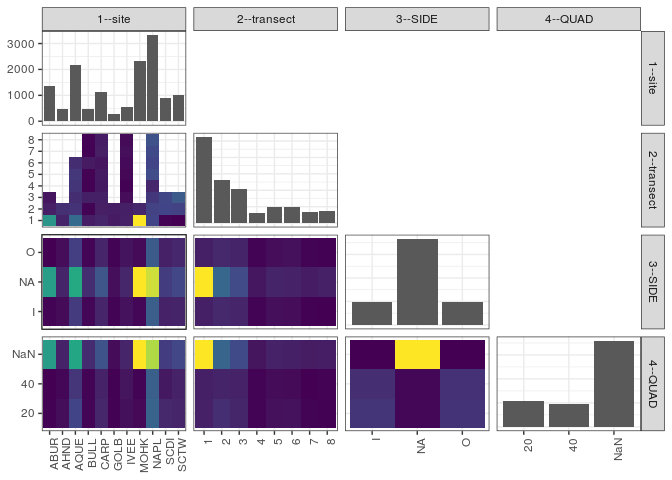 1--site 2--transect 3--SIDE 4--QUAD
3000
2000
1000
0
1--site
8
7
6
5
4
3
2
1
2--transect
O
NA
I
3--SIDE
NaN
40
20
4--QUAD
ABUR AHND AQUE BULL CARP GOLB IVEE MOHK NAPL SCDI SCTW
1 2 3 4 5 6 7 8
I NA O
20 40 NaN